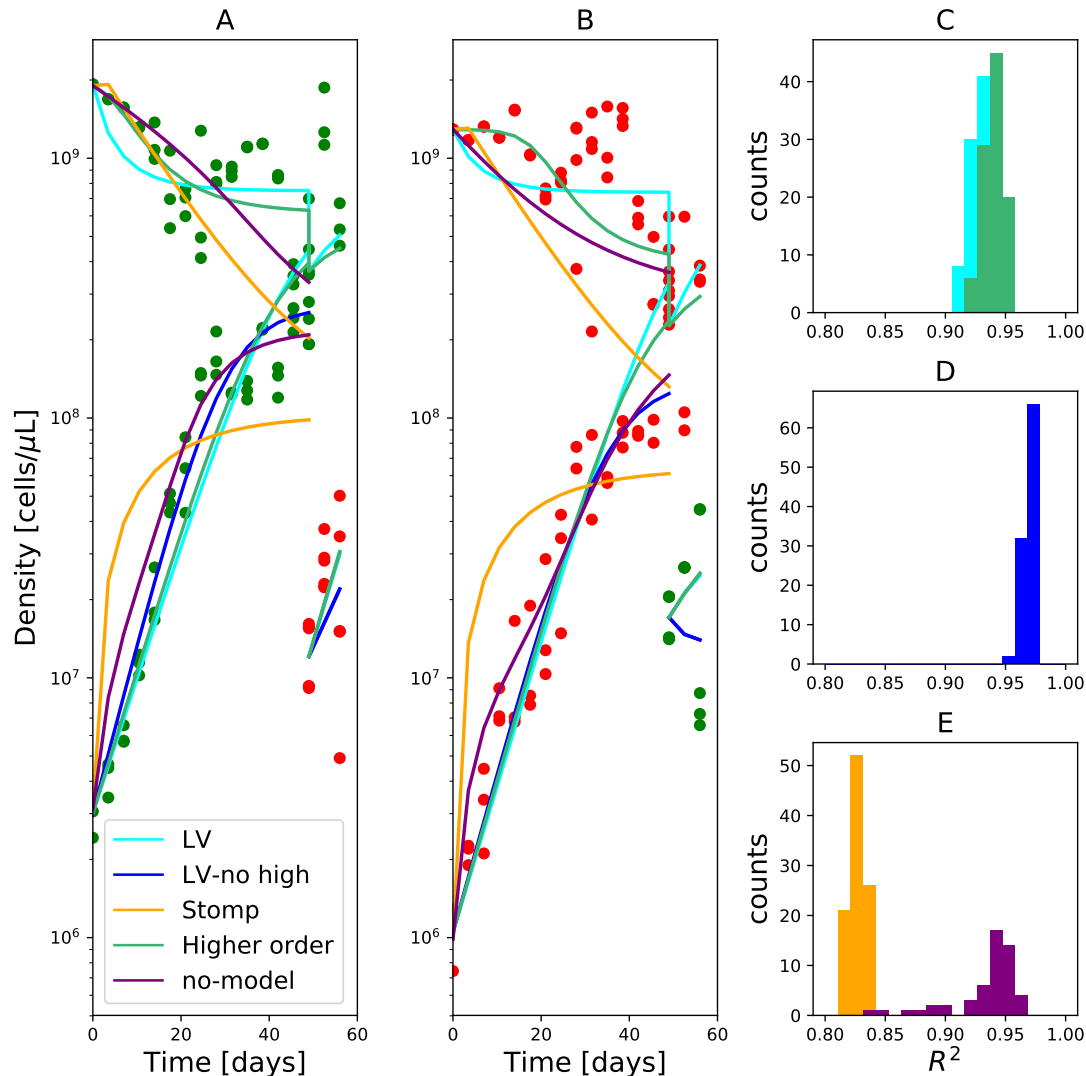 A
B
C
D
E
Density [cells/μL]
10^9
10^8
10^7
10^6
0
20
40
60
Time [days]
LV
LV-no high
Stomp
Higher order
no-model
0
20
40
60
Time [days]
counts
40
30
20
10
0
0.80
0.85
0.90
0.95
1.00
counts
60
50
40
30
20
10
0
0.80
0.85
0.90
0.95
1.00
counts
50
40
30
20
10
0
0.80
0.85
0.90
0.95
1.00
R^2